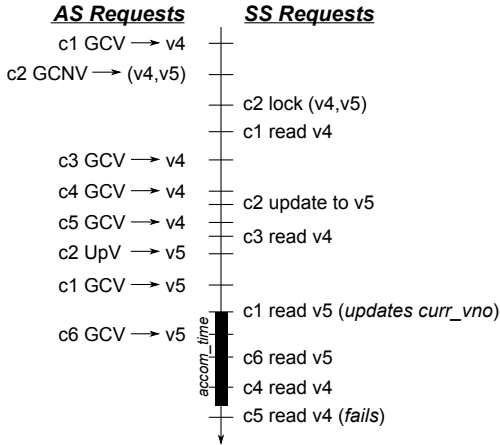 AS Requests SS Requests
c1 GCV → v4
c2 GCNV → (v4,v5)
c2 lock (v4,v5)
c1 read v4
c3 GCV → v4
c4 GCV → v4
c2 update to v5
c5 GCV → v4
c3 read v4
c2 UpV → v5
c1 GCV → v5
c1 read v5 (updates curr_vno)
accom_time
c6 GCV → v5
c6 read v5
c4 read v4
c5 read v4 (fails)